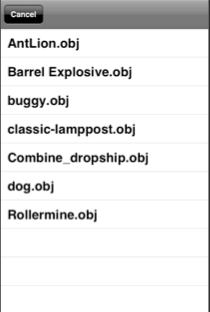 Cancel
AntLion.obj
Barrel Explosive.obj
buggy.obj
classic-lamppost.obj
Combine_dropship.obj
dog.obj
Rollermine.obj